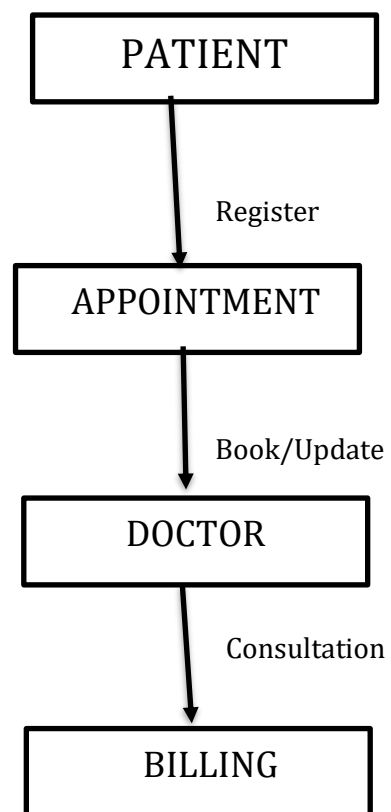 PATIENT
Register
APPOINTMENT
Book/Update
DOCTOR
Consultation
BILLING